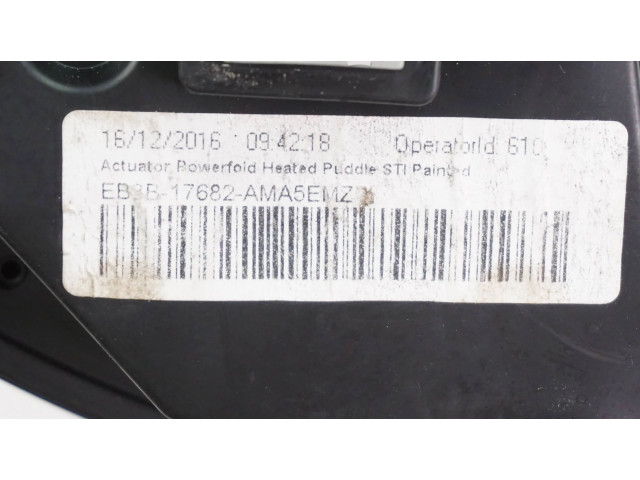 16/12/2016 09:42:18 OperatorId: 610
Actuator Powerfold Heated Puddle STI Painted
EB3B-17682-AMA5EMZ